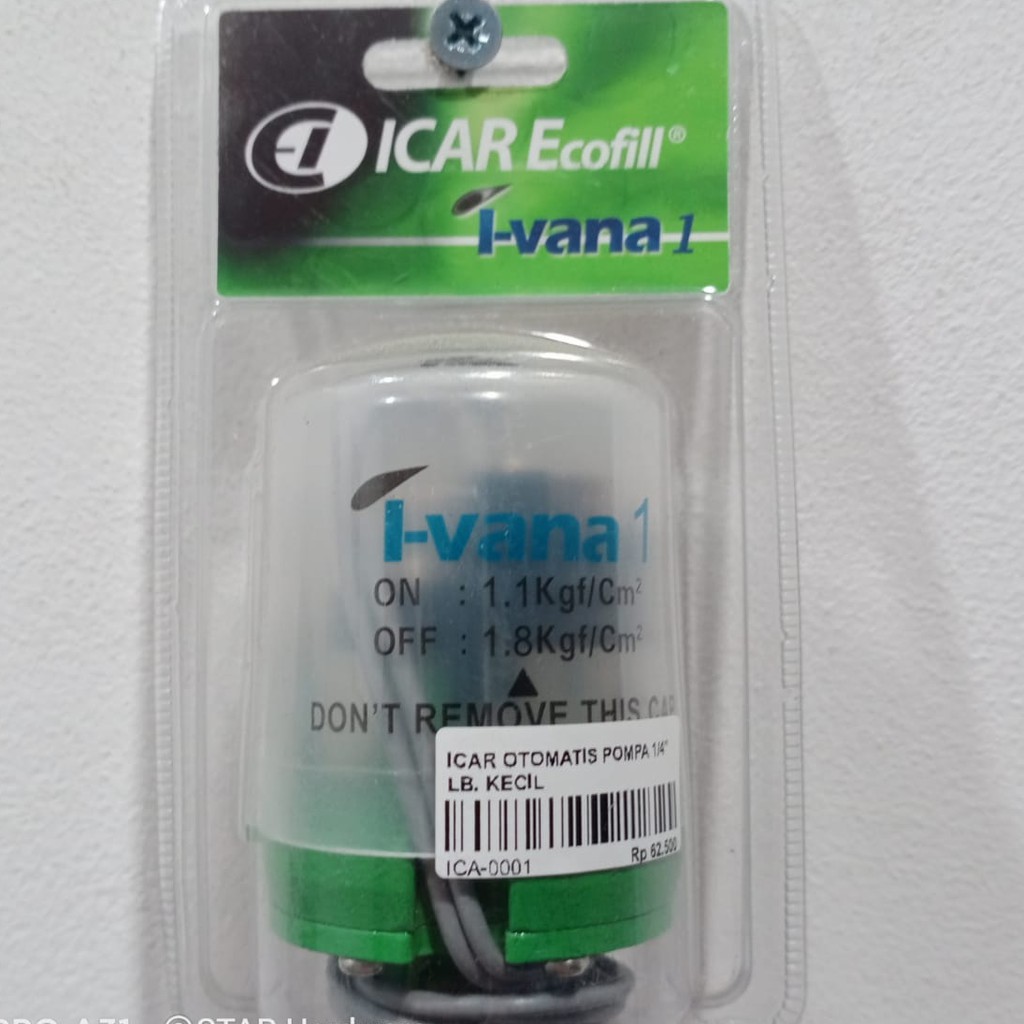 ICAR Ecofill®
i-vana 1
i-vana 1
ON : 1.1Kgf/Cm²
OFF : 1.8Kgf/Cm²
DON'T REMOVE THIS CAP
ICAR OTOMATIS POMPA 1/4"
LB. KECIL
ICA-0001 Rp 62.500